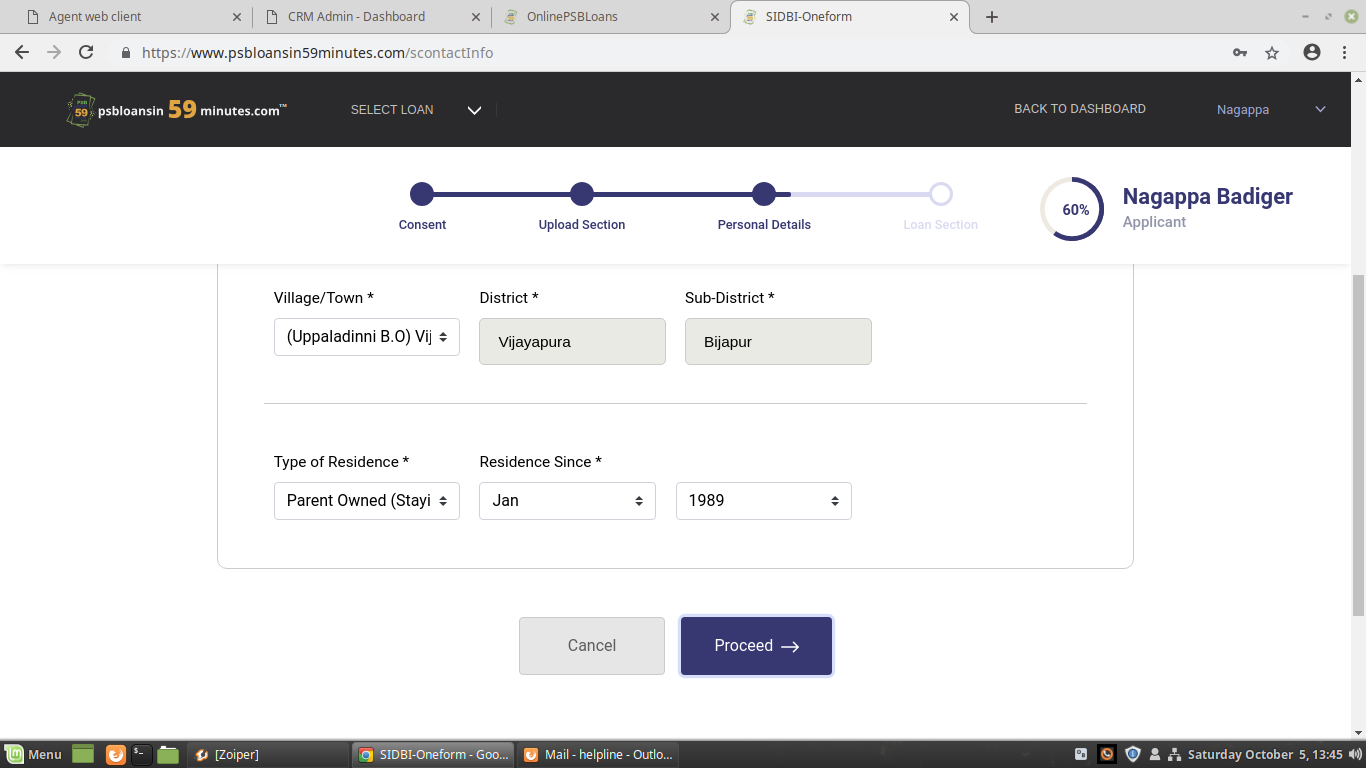 Agent web client
CRM Admin - Dashboard
OnlinePSBLoans
SIDBI-Oneform
https://www.psbloansin59minutes.com/scontactInfo
PSB 59 psbloansin 59 minutes.com™
SELECT LOAN
BACK TO DASHBOARD
Nagappa
Consent
Upload Section
Personal Details
Loan Section
60%
Nagappa Badiger
Applicant
Village/Town *
District *
Sub-District *
(Uppaladinni B.O) Vij
Vijayapura
Bijapur
Type of Residence *
Residence Since *
Parent Owned (Stayi
Jan
1989
Cancel
Proceed →
Menu
[Zoiper]
SIDBI-Oneform - Goo...
Mail - helpline - Outlo...
Saturday October 5, 13:45